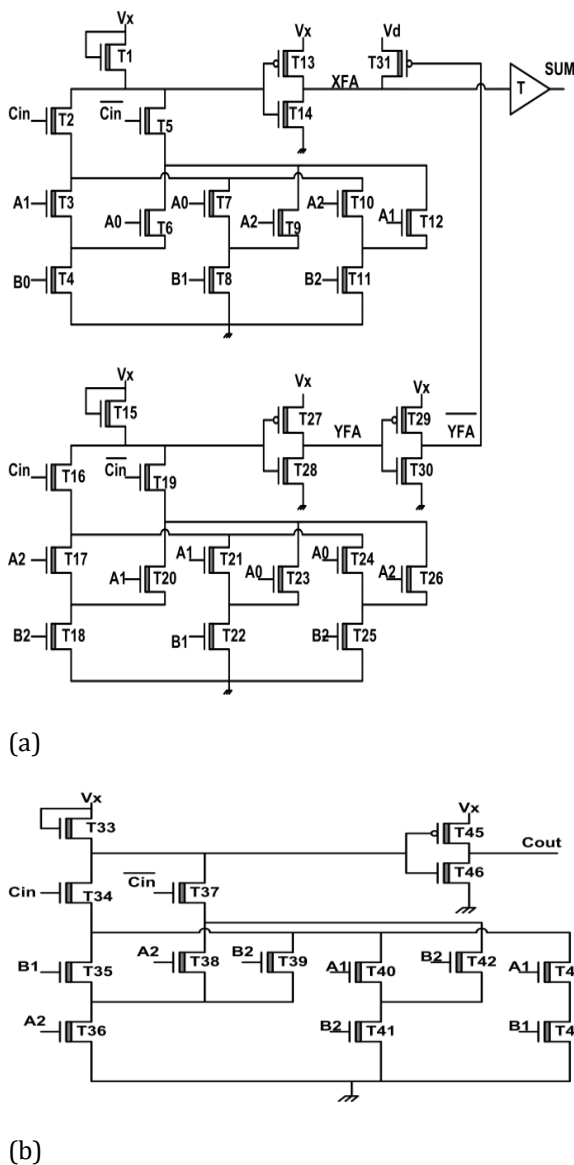 Vx Vx Vd
T1 T13 T31 SUM
XFA T
Cin T2 Cin T5 T14
A1 T3 A0 T6 A0 T7 A2 T9 A2 T10 A1 T12
B0 T4 B1 T8 B2 T11
Vx Vx Vx
T15 T27 T29
YFA YFA
Cin T16 Cin T19 T28 T30
A2 T17 A1 T20 A1 T21 A0 T23 A0 T24 A2 T26
B2 T18 B1 T22 B2 T25
(a)
Vx Vx
T33 T45
Cout
Cin T34 Cin T37 T46
B1 T35 A2 T38 B2 T39 A1 T40 B2 T42 A1 T4
A2 T36 B2 T41 B1 T4
(b)